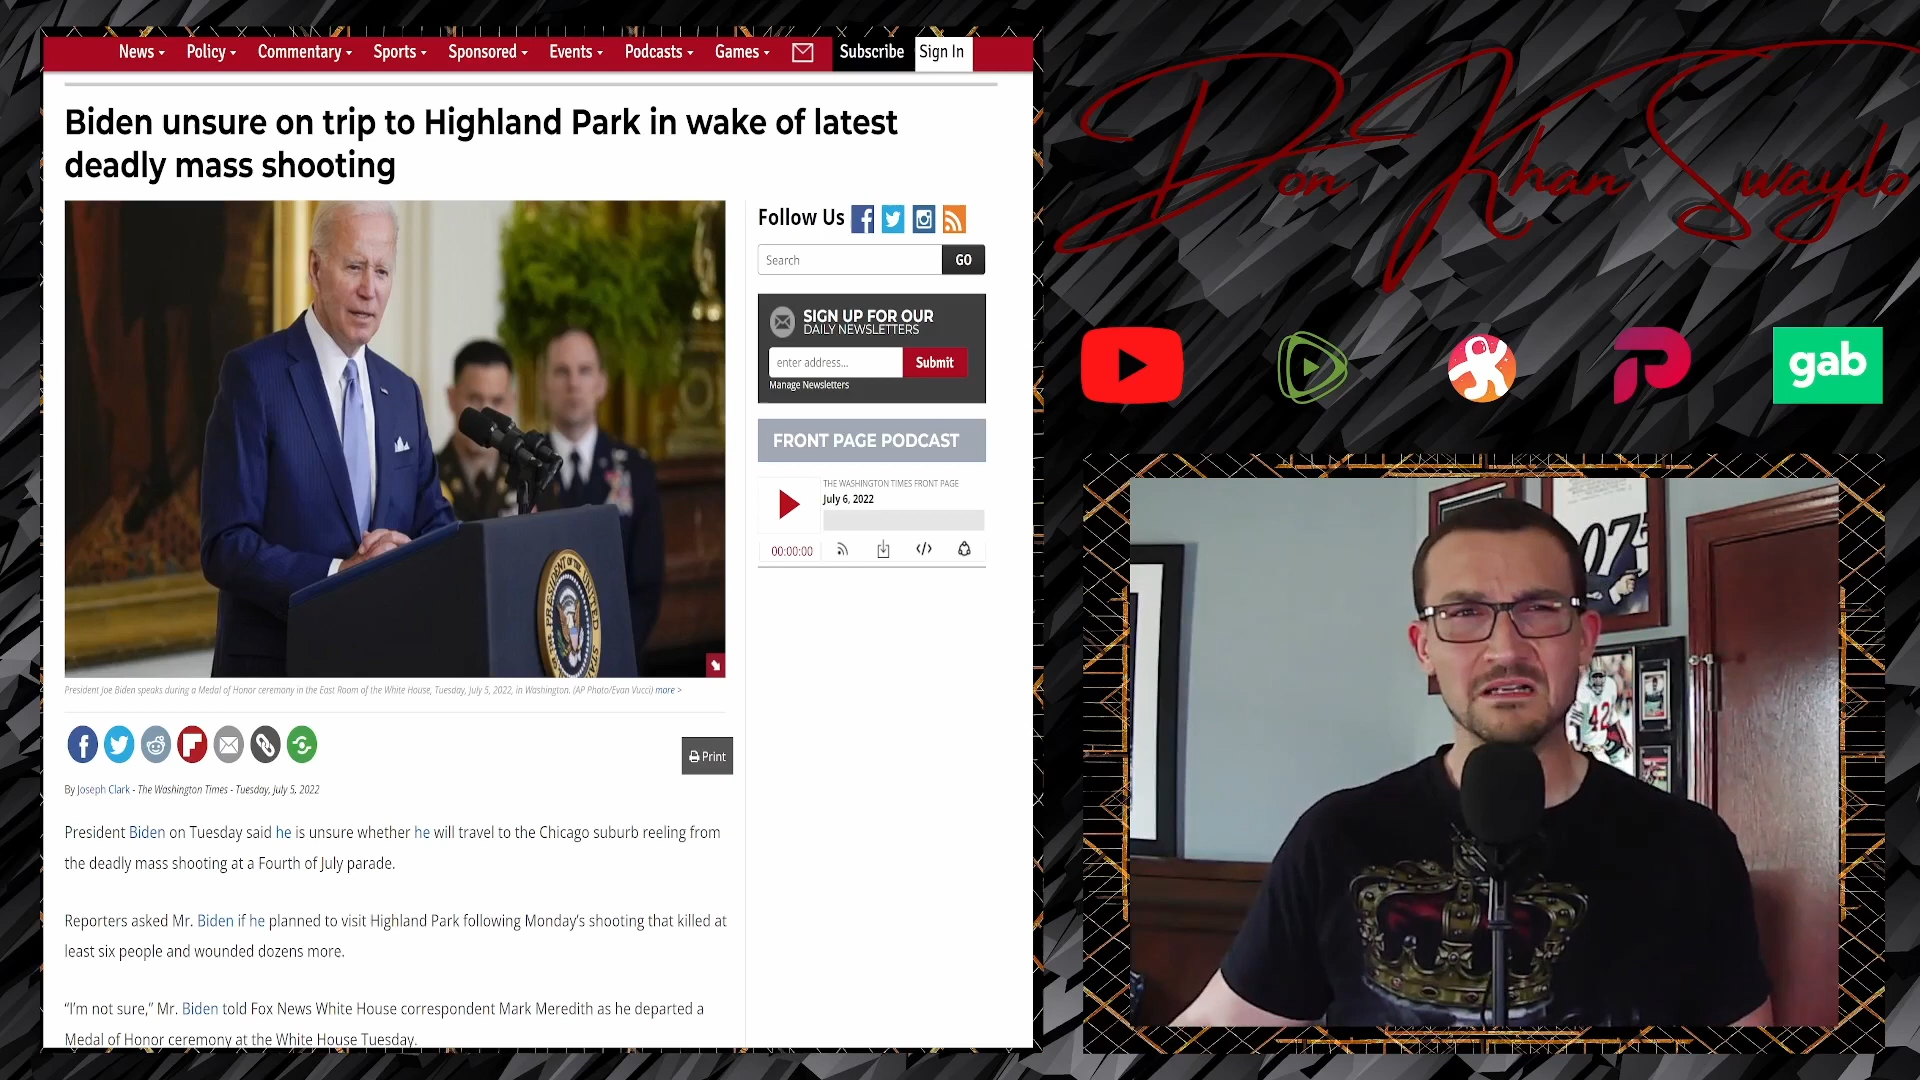 News
Policy
Commentary
Sports
Sponsored
Events
Podcasts
Games
Subscribe
Sign In
Biden unsure on trip to Highland Park in wake of latest
deadly mass shooting
President Joe Biden speaks during a Medal of Honor ceremony in the East Room of the White House, Tuesday, July 5, 2022, in Washington. (AP Photo/Evan Vucci) more >
Print
By Joseph Clark - The Washington Times - Tuesday, July 5, 2022
President Biden on Tuesday said he is unsure whether he will travel to the Chicago suburb reeling from
the deadly mass shooting at a Fourth of July parade.
Reporters asked Mr. Biden if he planned to visit Highland Park following Monday's shooting that killed at
least six people and wounded dozens more.
“I'm not sure,” Mr. Biden told Fox News White House correspondent Mark Meredith as he departed a
Medal of Honor ceremony at the White House Tuesday.
Follow Us
Search
GO
SIGN UP FOR OUR
DAILY NEWSLETTERS
enter address...
Submit
Manage Newsletters
FRONT PAGE PODCAST
THE WASHINGTON TIMES FRONT PAGE
July 6, 2022
00:00:00
Don Khan Swaylo
gab
007
42